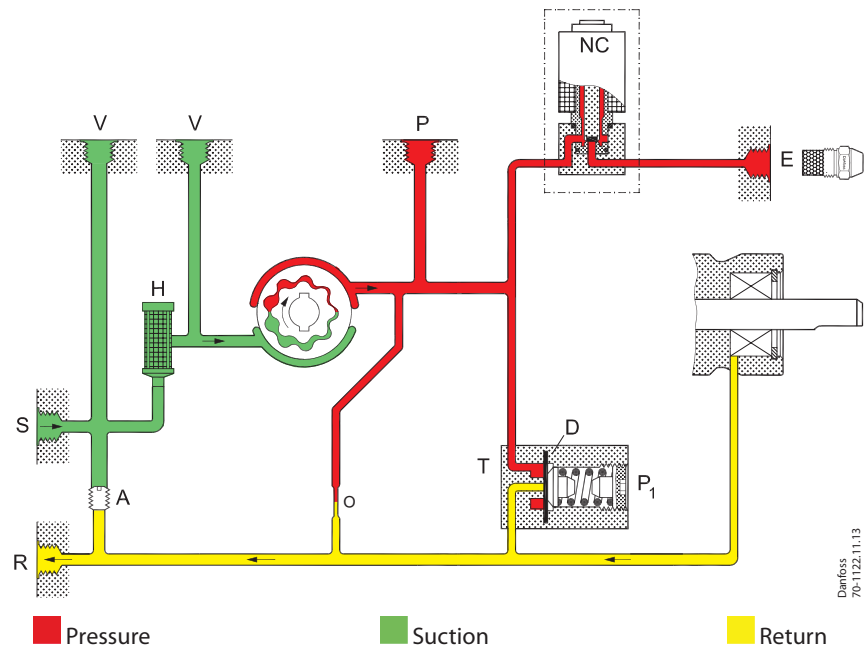 NC
V
V
P
E
H
S
D
T
P1
A
O
R
Danfoss
70-1122.11.13
Pressure
Suction
Return